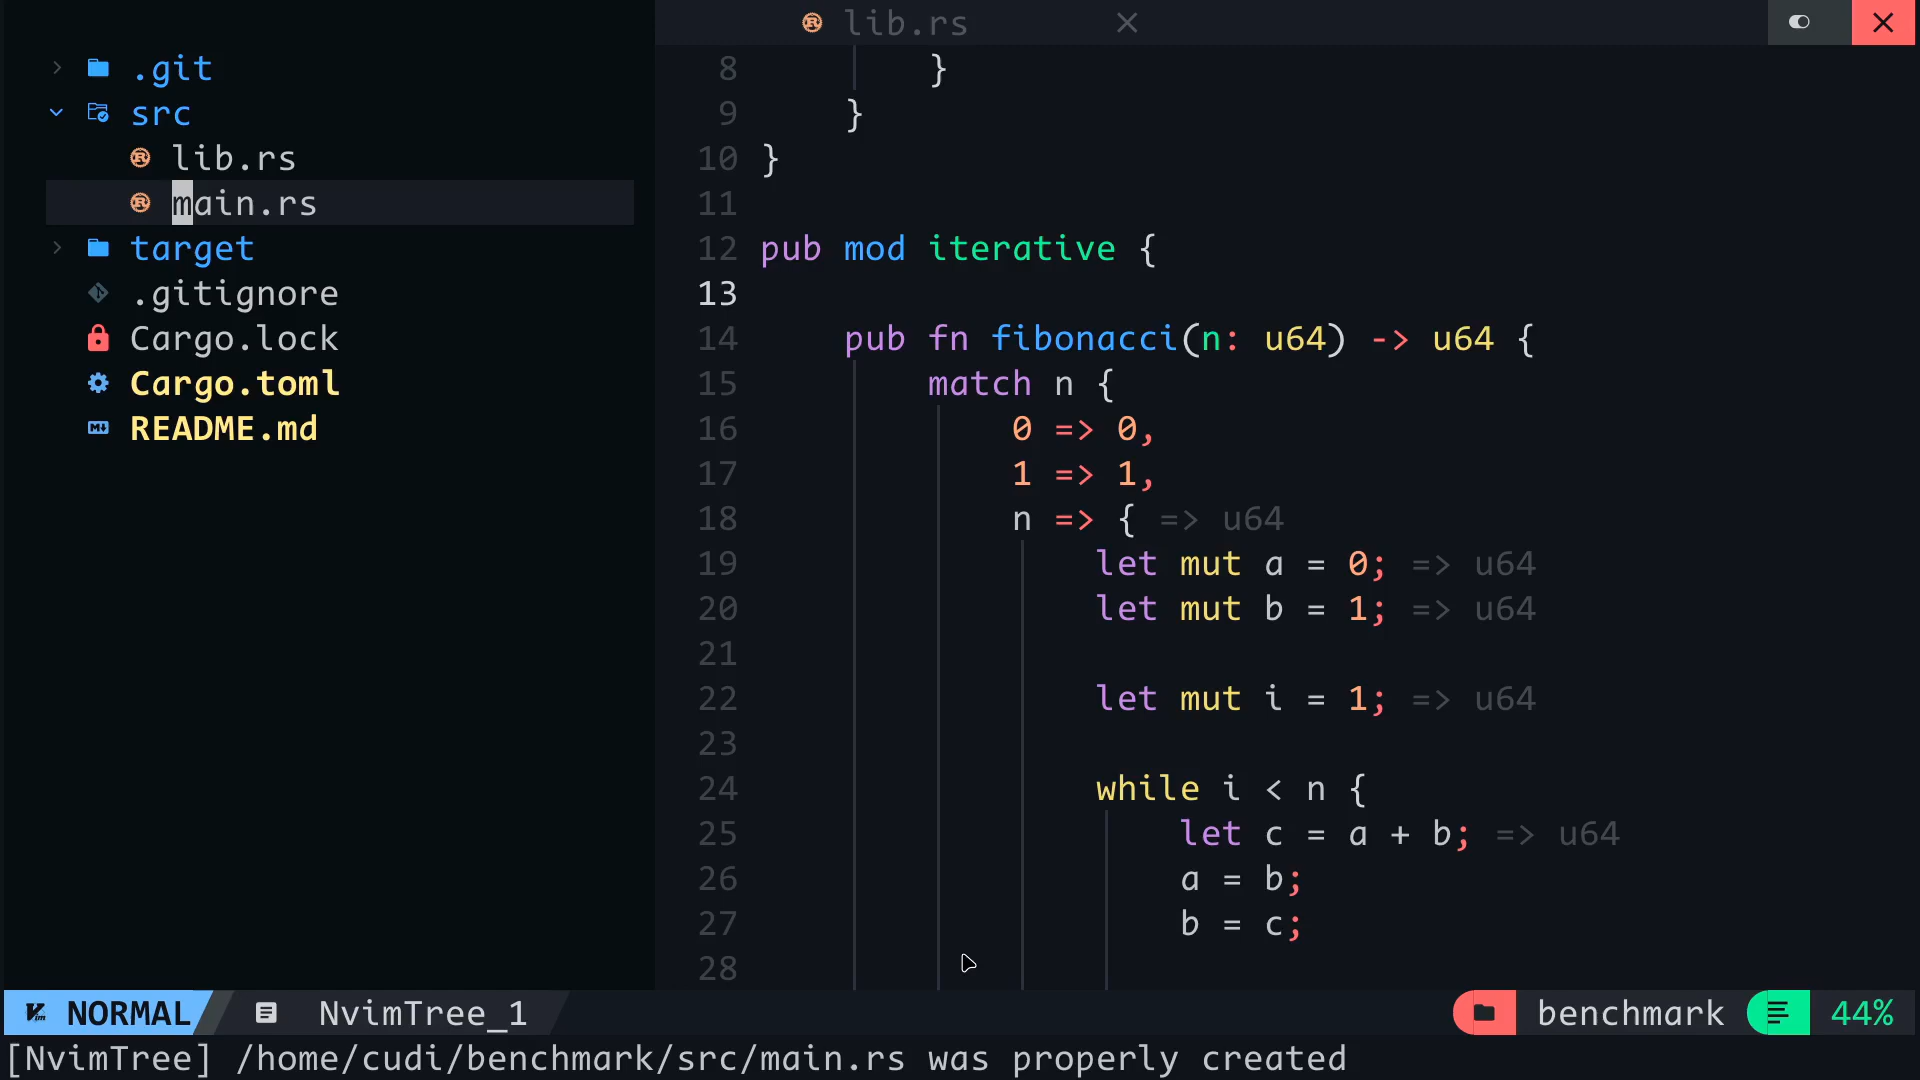 .git
src
lib.rs
main.rs
target
.gitignore
Cargo.lock
Cargo.toml
README.md
lib.rs
8 }
9 }
10 }
11
12 pub mod iterative {
13
14 pub fn fibonacci(n: u64) -> u64 {
15 match n {
16 0 => 0,
17 1 => 1,
18 n => { => u64
19 let mut a = 0; => u64
20 let mut b = 1; => u64
21
22 let mut i = 1; => u64
23
24 while i < n {
25 let c = a + b; => u64
26 a = b;
27 b = c;
28
NORMAL NvimTree_1 benchmark 44%
[NvimTree] /home/cudi/benchmark/src/main.rs was properly created